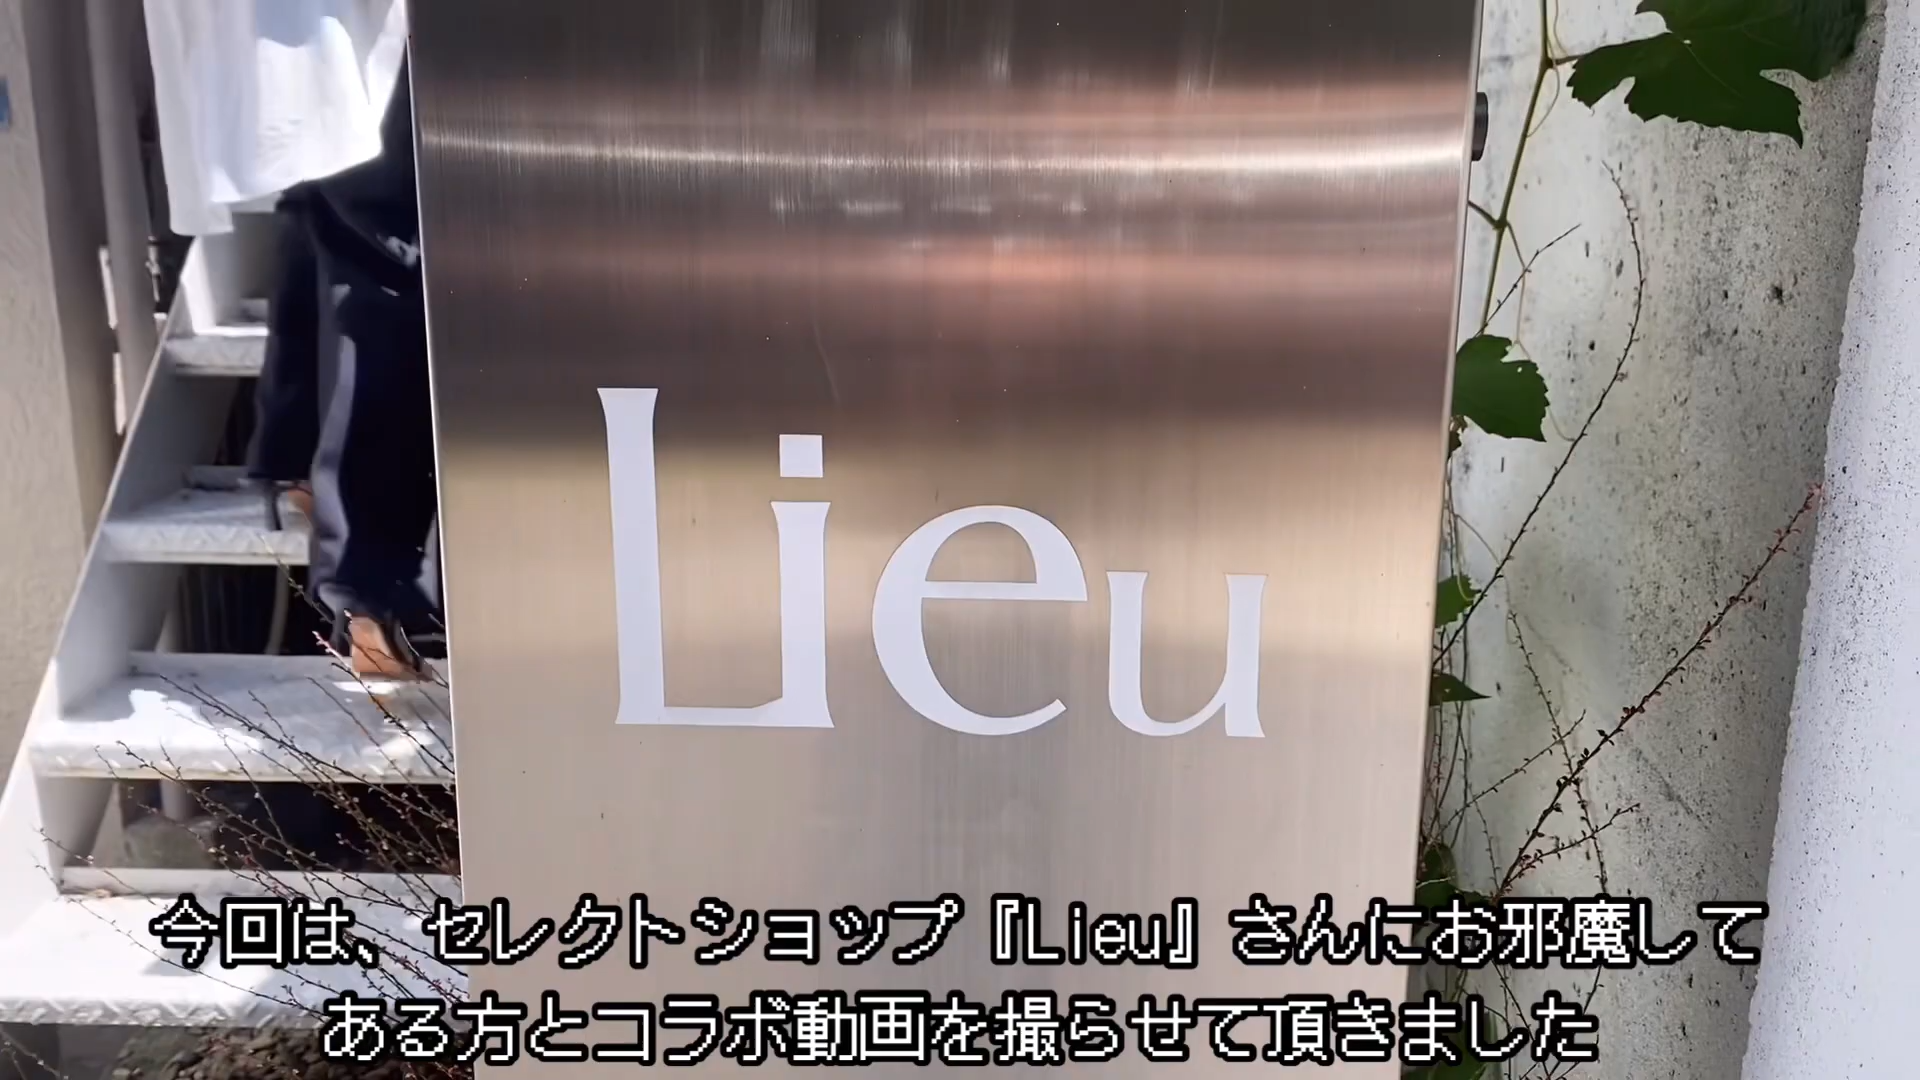 Lieu
今回は、セレクトショップ『Lieu』さんにお邪魔して
ある方とコラボ動画を撮らせて頂きました